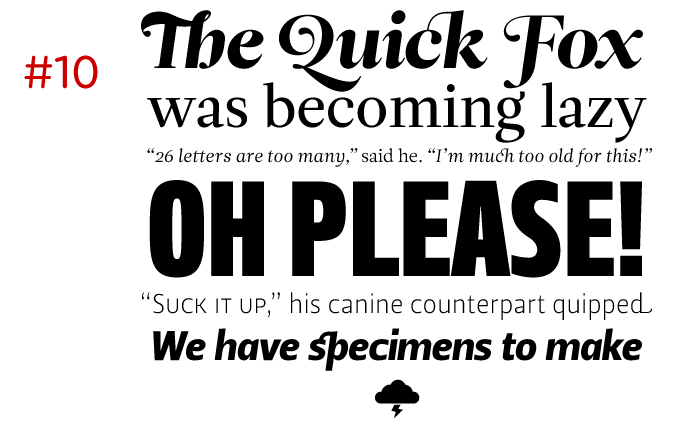 #10
The Quick Fox
was becoming lazy
“26 letters are too many,” said he. “I’m much too old for this!”
OH PLEASE!
“Suck it up,” his canine counterpart quipped
We have specimens to make